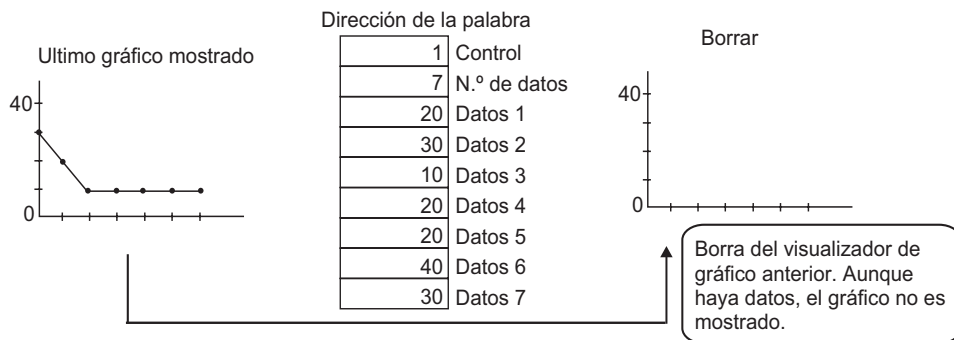 Ultimo gráfico mostrado
40
0
Dirección de la palabra
1 Control
7 N.º de datos
20 Datos 1
30 Datos 2
10 Datos 3
20 Datos 4
20 Datos 5
40 Datos 6
30 Datos 7
Borrar
40
0
Borra del visualizador de
gráfico anterior. Aunque
haya datos, el gráfico no es
mostrado.